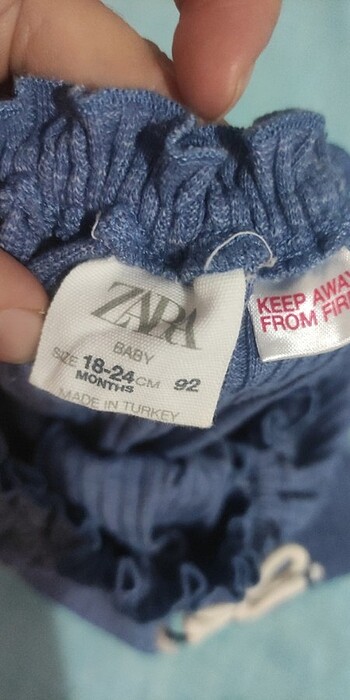 ZARA
BABY
SIZE 18-24 CM 92
MONTHS
MADE IN TURKEY
KEEP AWAY
FROM FIRE